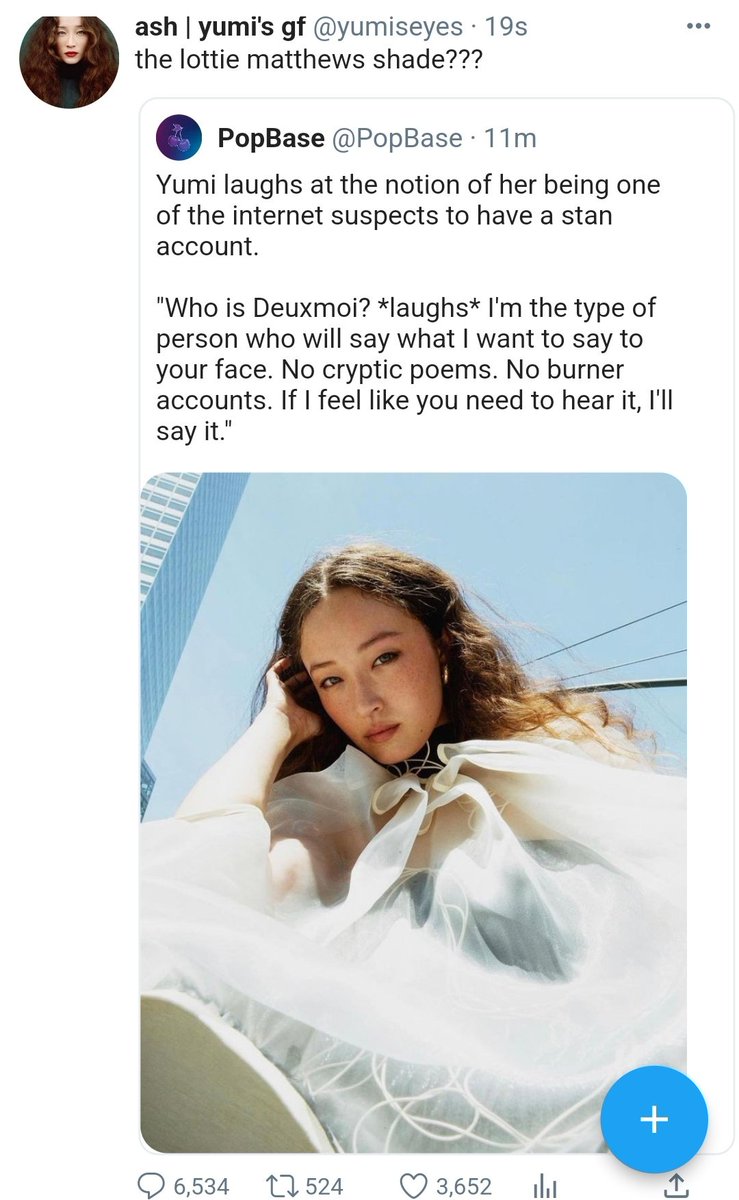 ash | yumi's gf @yumiseyes · 19s
the lottie matthews shade???
PopBase @PopBase · 11m
Yumi laughs at the notion of her being one
of the internet suspects to have a stan
account.
"Who is Deuxmoi? *laughs* I'm the type of
person who will say what I want to say to
your face. No cryptic poems. No burner
accounts. If I feel like you need to hear it, I'll
say it."
6,534 524 3,652